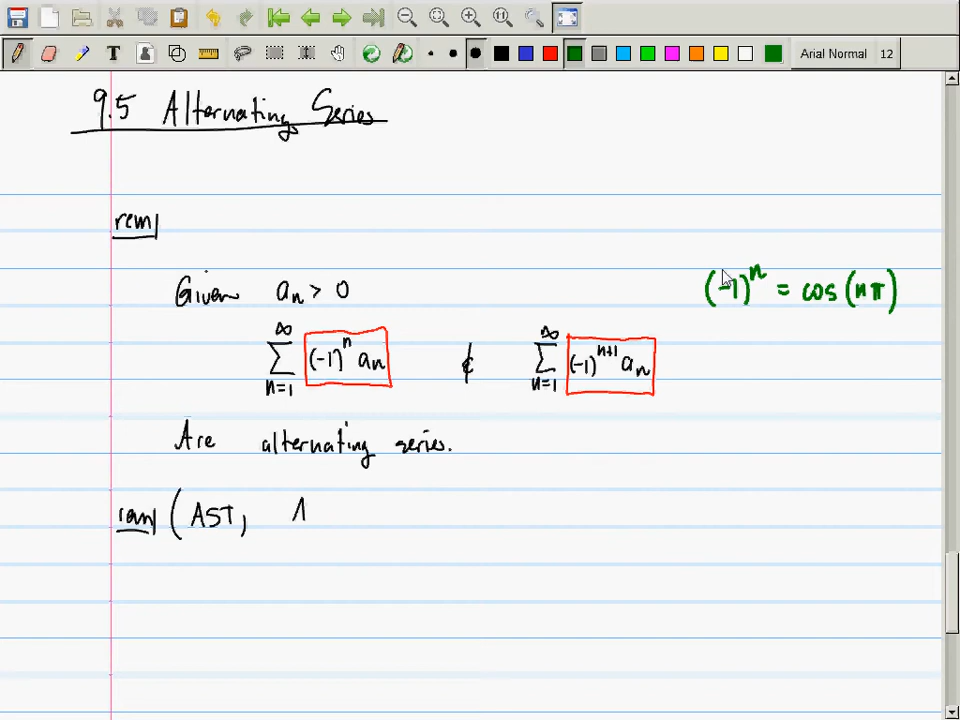 Arial Normal 12
9.5 Alternating Series
rem
Given aₙ > 0
(-1)ⁿ = cos(nπ)
∑ₙ₌₁^∞ (-1)ⁿ aₙ & ∑ₙ₌₁^∞ (-1)ⁿ⁺¹ aₙ
Are alternating series.
rem (AST, A